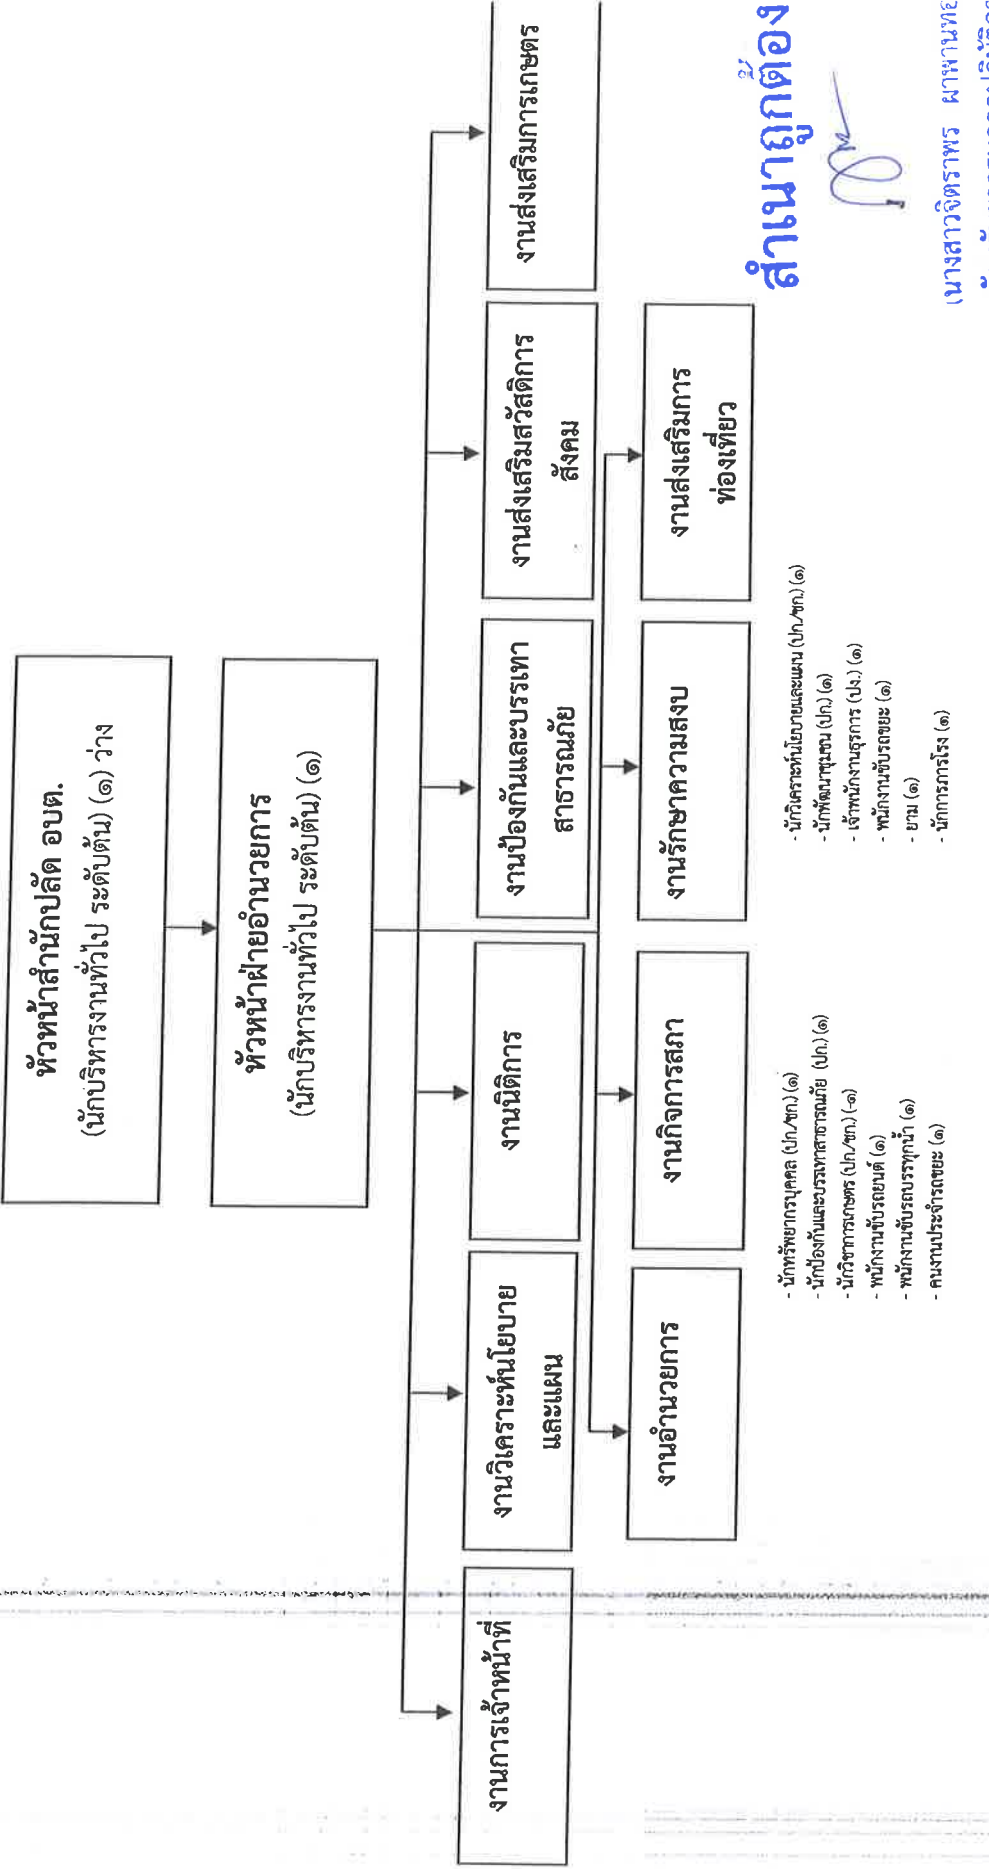 หัวหน้าสำนักปลัด อบต.
(นักบริหารงานทั่วไป ระดับต้น) (๑) ว่าง
หัวหน้าฝ่ายอำนวยการ
(นักบริหารงานทั่วไป ระดับต้น) (๑)
งานการเจ้าหน้าที่
งานวิเคราะห์นโยบาย
และแผน
งานนิติการ
งานป้องกันและบรรเทา
สาธารณภัย
งานส่งเสริมสวัสดิการ
สังคม
งานส่งเสริมการเกษตร
งานอำนวยการ
งานกิจการสภา
งานรักษาความสงบ
งานส่งเสริมการ
ท่องเที่ยว
- นักทรัพยากรบุคคล (ปก./ชก.) (๑)
- นักป้องกันและบรรเทาสาธารณภัย (ปก.) (๑)
- นักวิชาการเกษตร (ปก./ชก.) (-๑)
- พนักงานขับรถยนต์ (๑)
- พนักงานขับรถบรรทุกน้ำ (๑)
- คนงานประจำรถขยะ (๑)
- นักวิเคราะห์นโยบายและแผน (ปก./ชก.) (๑)
- นักพัฒนาชุมชน (ปก.) (๑)
- เจ้าพนักงานธุรการ (ปง.) (๑)
- พนักงานขับรถขยะ (๑)
- ยาม (๑)
- นักการภารโรง (๑)
สำเนาถูกต้อง
(นางสาวจิตราพร